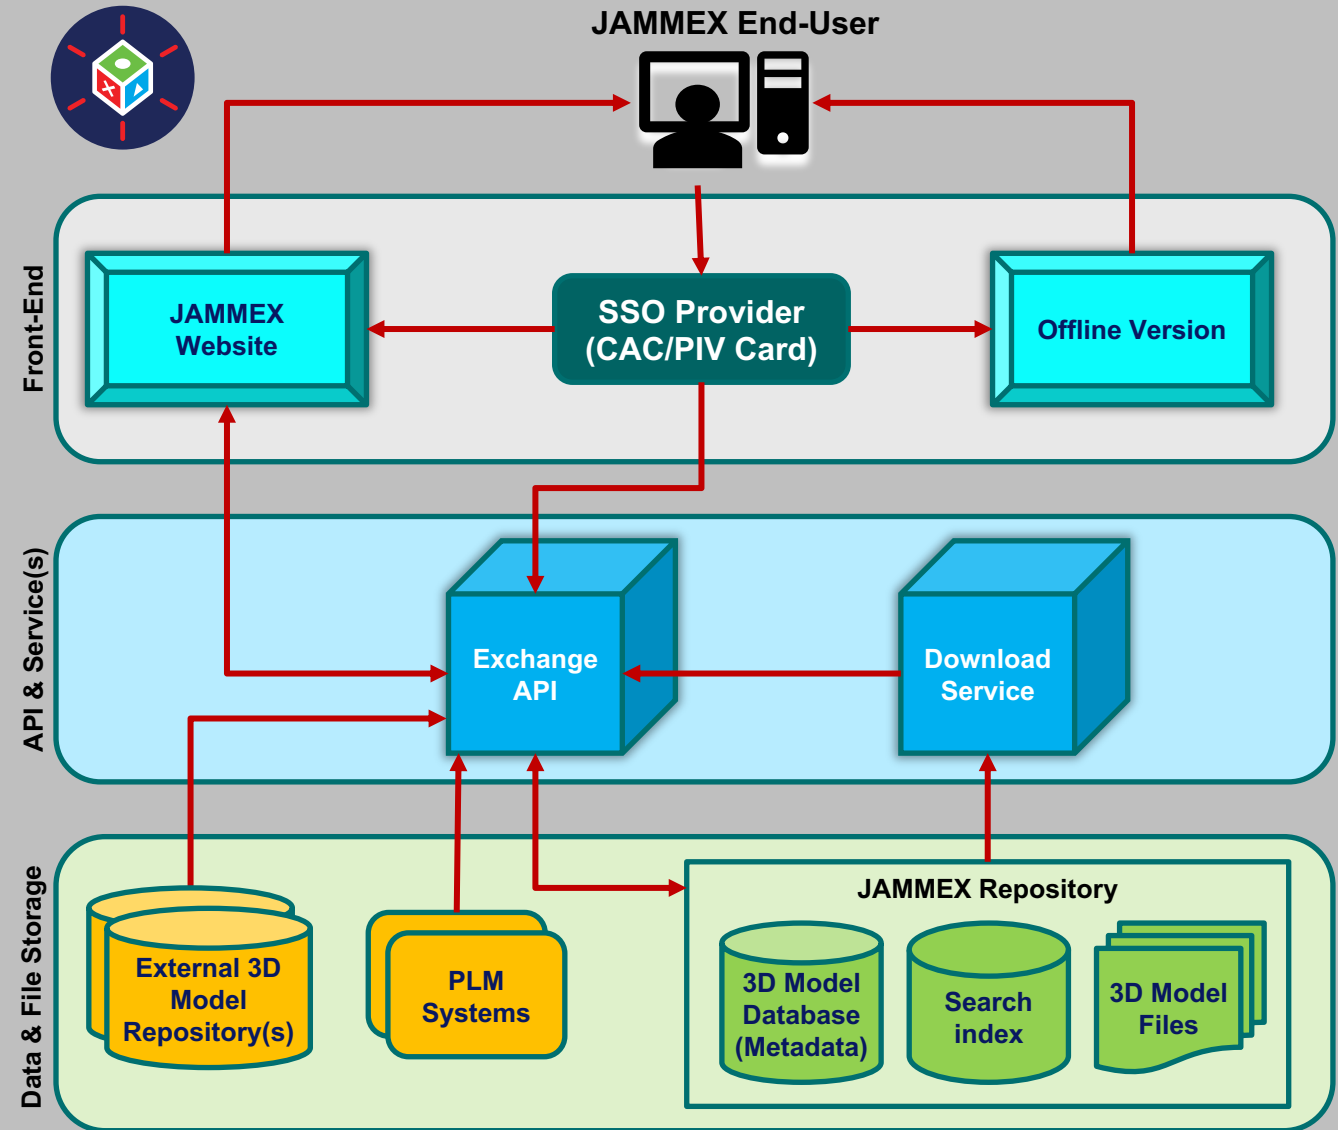 JAMMEX End-User
Front-End
JAMMEX
Website
SSO Provider
(CAC/PIV Card)
Offline Version
API & Service(s)
Exchange
API
Download
Service
Data & File Storage
External 3D
Model
Repository(s)
PLM
Systems
JAMMEX Repository
3D Model
Database
(Metadata)
Search
index
3D Model
Files